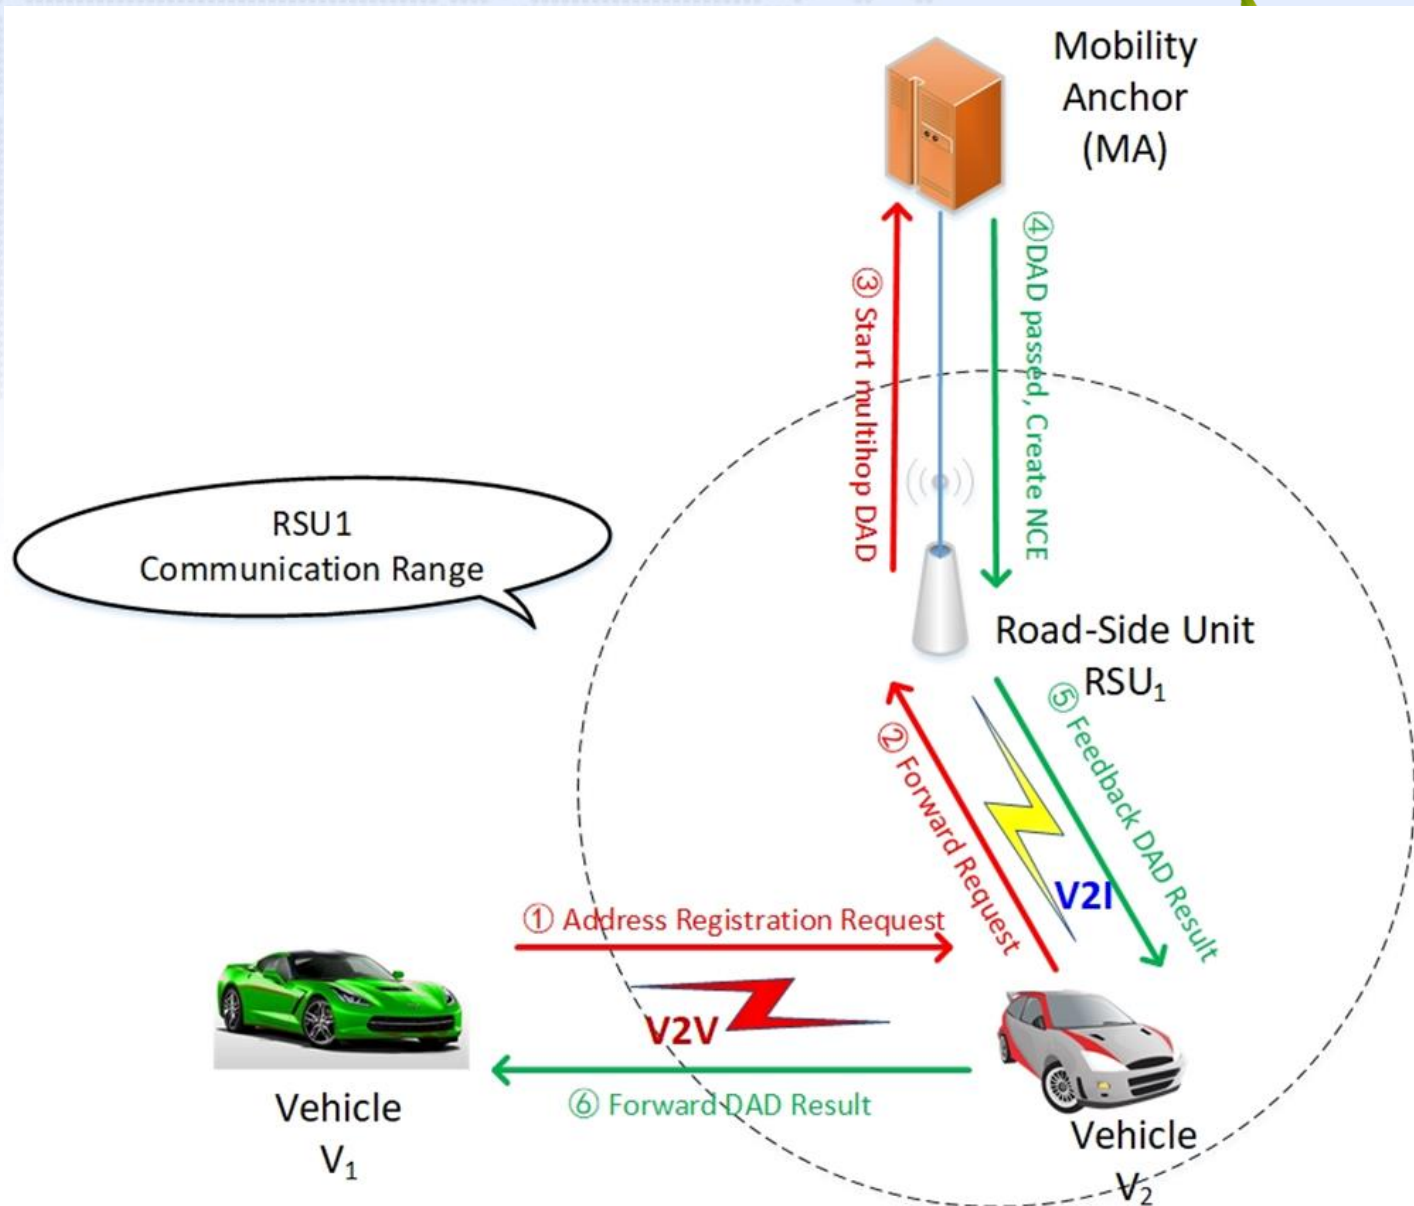 Mobility
Anchor
(MA)
③ Start multihop DAD
④DAD passed, Create NCE
RSU1
Communication Range
Road-Side Unit
RSU₁
② Forward Request
⑤ Feedback DAD Result
V2I
① Address Registration Request
V2V
⑥ Forward DAD Result
Vehicle
V₁
Vehicle
V₂